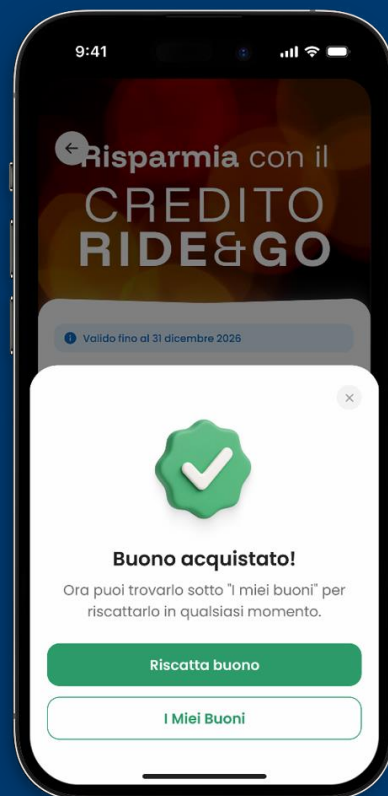 9:41
Risparmia con il
CREDITO
RIDE&GO
Valido fino al 31 dicembre 2026
Buono acquistato!
Ora puoi trovarlo sotto "I miei buoni" per
riscattarlo in qualsiasi momento.
Riscatta buono
I Miei Buoni